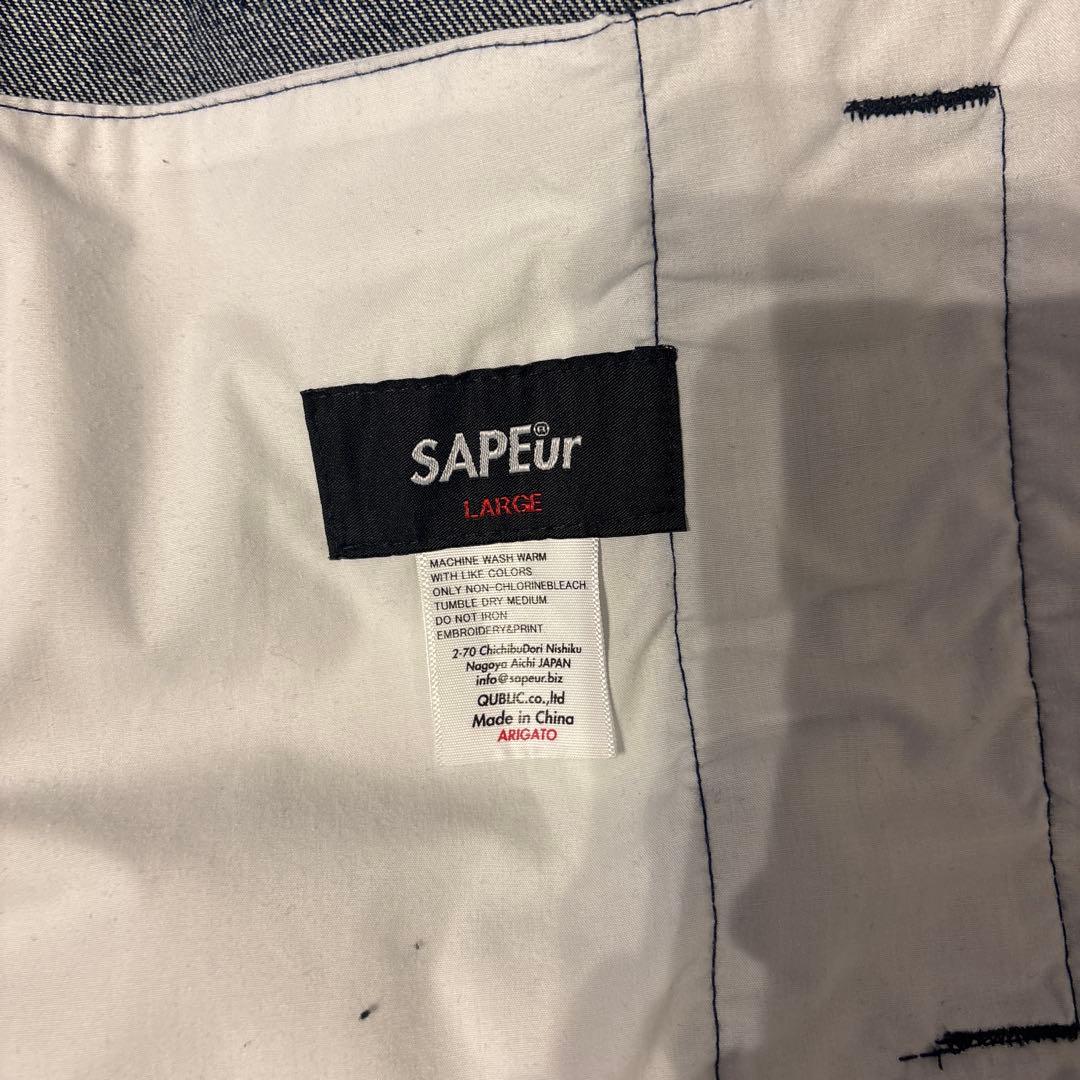 SAPEur®
LARGE
MACHINE WASH WARM
WITH LIKE COLORS
ONLY NON-CHLORINEBLEACH
TUMBLE DRY MEDIUM
DO NOT IRON
EMBROIDERY&PRINT
2-70 ChichibuDori Nishiku
Nagoya Aichi JAPAN
info@sapeur.biz
QUBLIC.co.,ltd
Made in China
ARIGATO